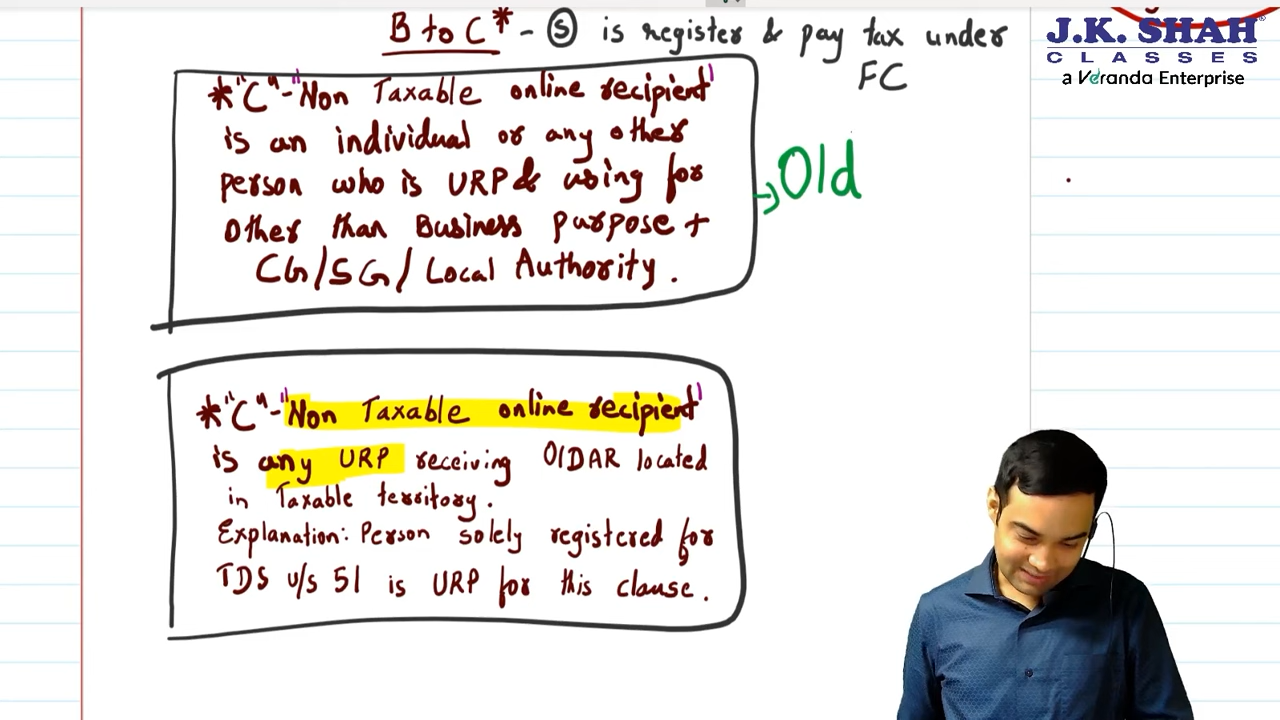 B to C* - Ⓢ is register & pay tax under FC
J.K. SHAH
CLASSES
a Veranda Enterprise
*"C"-"Non Taxable online recipient"
is an individual or any other
person who is URP & using for
other than Business purpose +
CG/SG/Local Authority.
→ Old
*"C"-"Non Taxable online recipient"
is any URP receiving OIDAR located
in Taxable territory.
Explanation: Person solely registered for
TDS u/s 51 is URP for this clause.